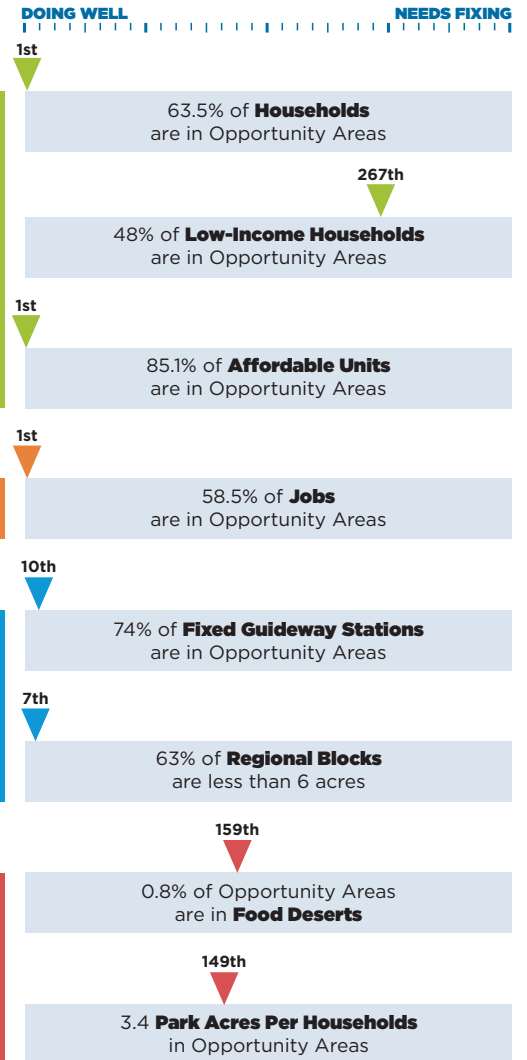 DOING WELL NEEDS FIXING
1st
63.5% of Households
are in Opportunity Areas
267th
48% of Low-Income Households
are in Opportunity Areas
1st
85.1% of Affordable Units
are in Opportunity Areas
1st
58.5% of Jobs
are in Opportunity Areas
10th
74% of Fixed Guideway Stations
are in Opportunity Areas
7th
63% of Regional Blocks
are less than 6 acres
159th
0.8% of Opportunity Areas
are in Food Deserts
149th
3.4 Park Acres Per Households
in Opportunity Areas